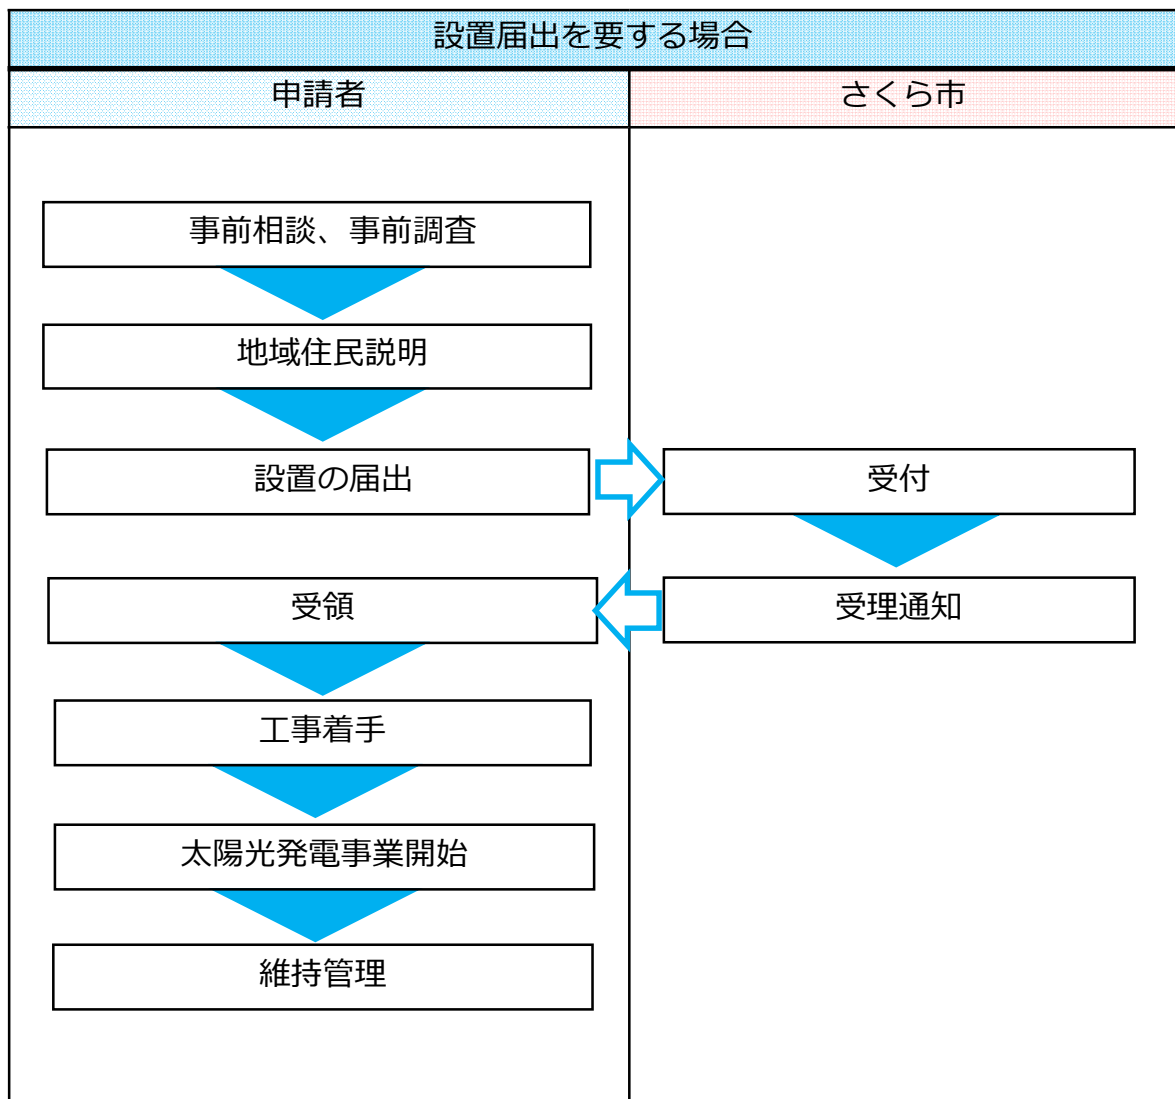 設置届出を要する場合
申請者
さくら市
事前相談、事前調査
地域住民説明
設置の届出
受付
受領
受理通知
工事着手
太陽光発電事業開始
維持管理